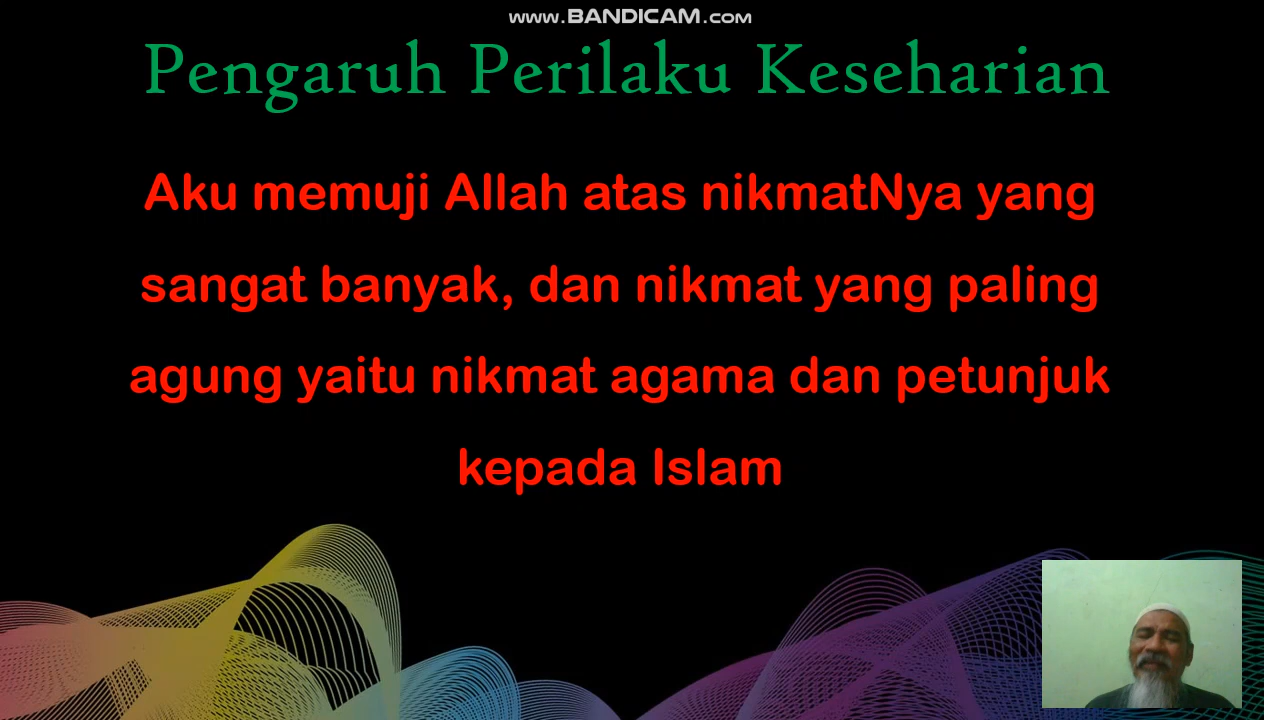 www.BANDICAM.com
Pengaruh Perilaku Keseharian
Aku memuji Allah atas nikmatNya yang
sangat banyak, dan nikmat yang paling
agung yaitu nikmat agama dan petunjuk
kepada Islam